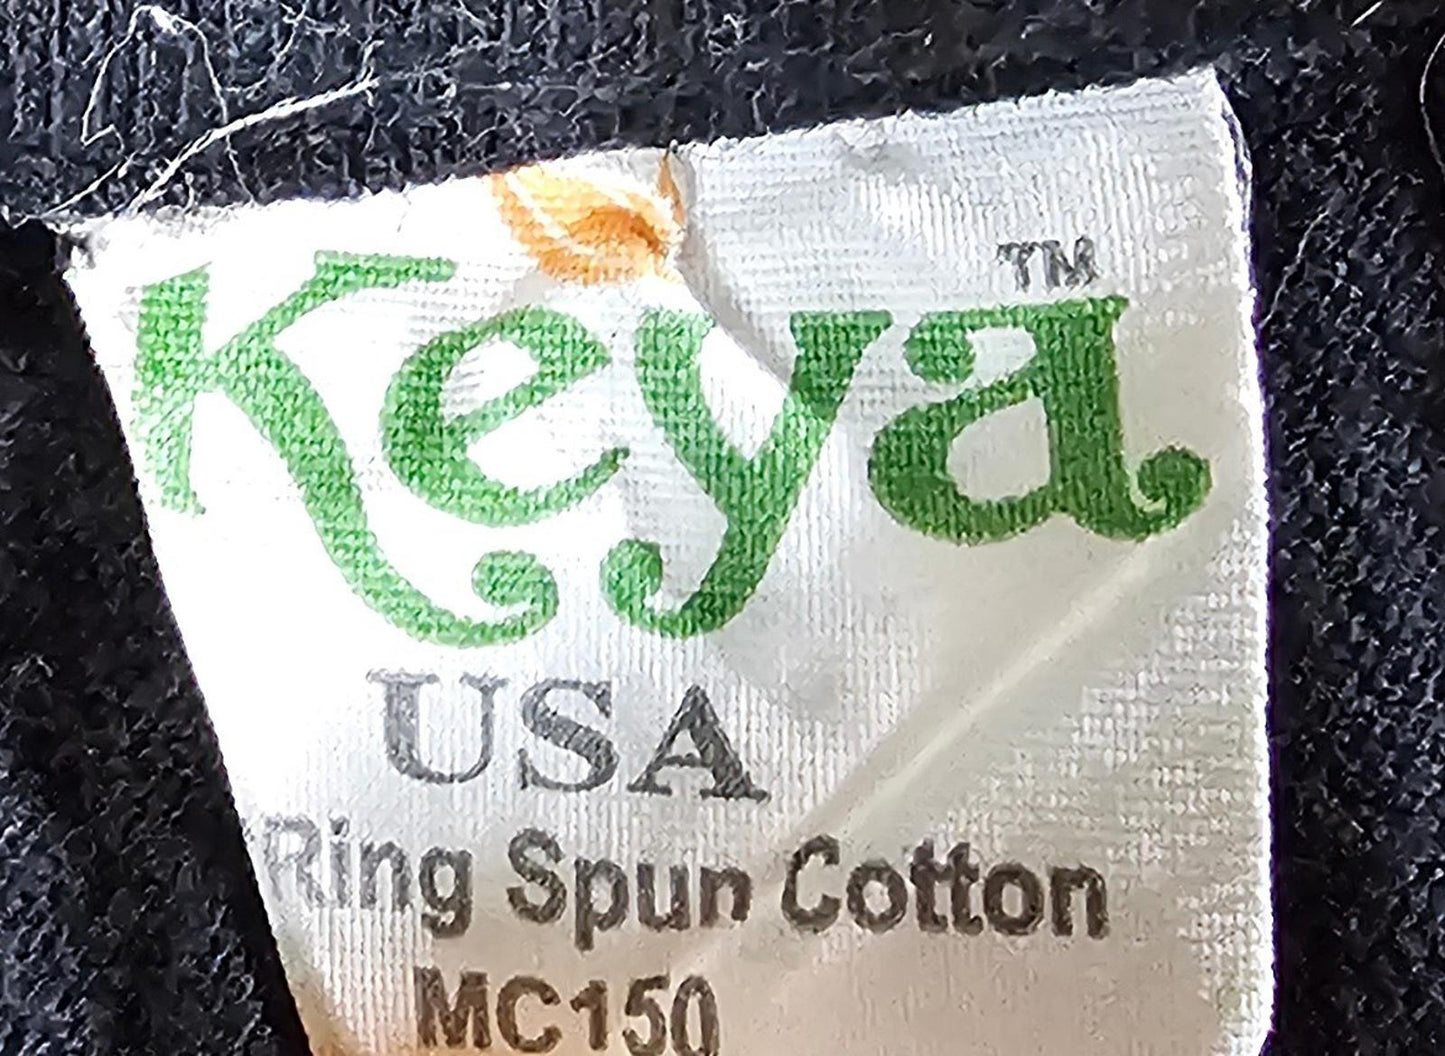 Keya™
USA
Ring Spun Cotton
MC150